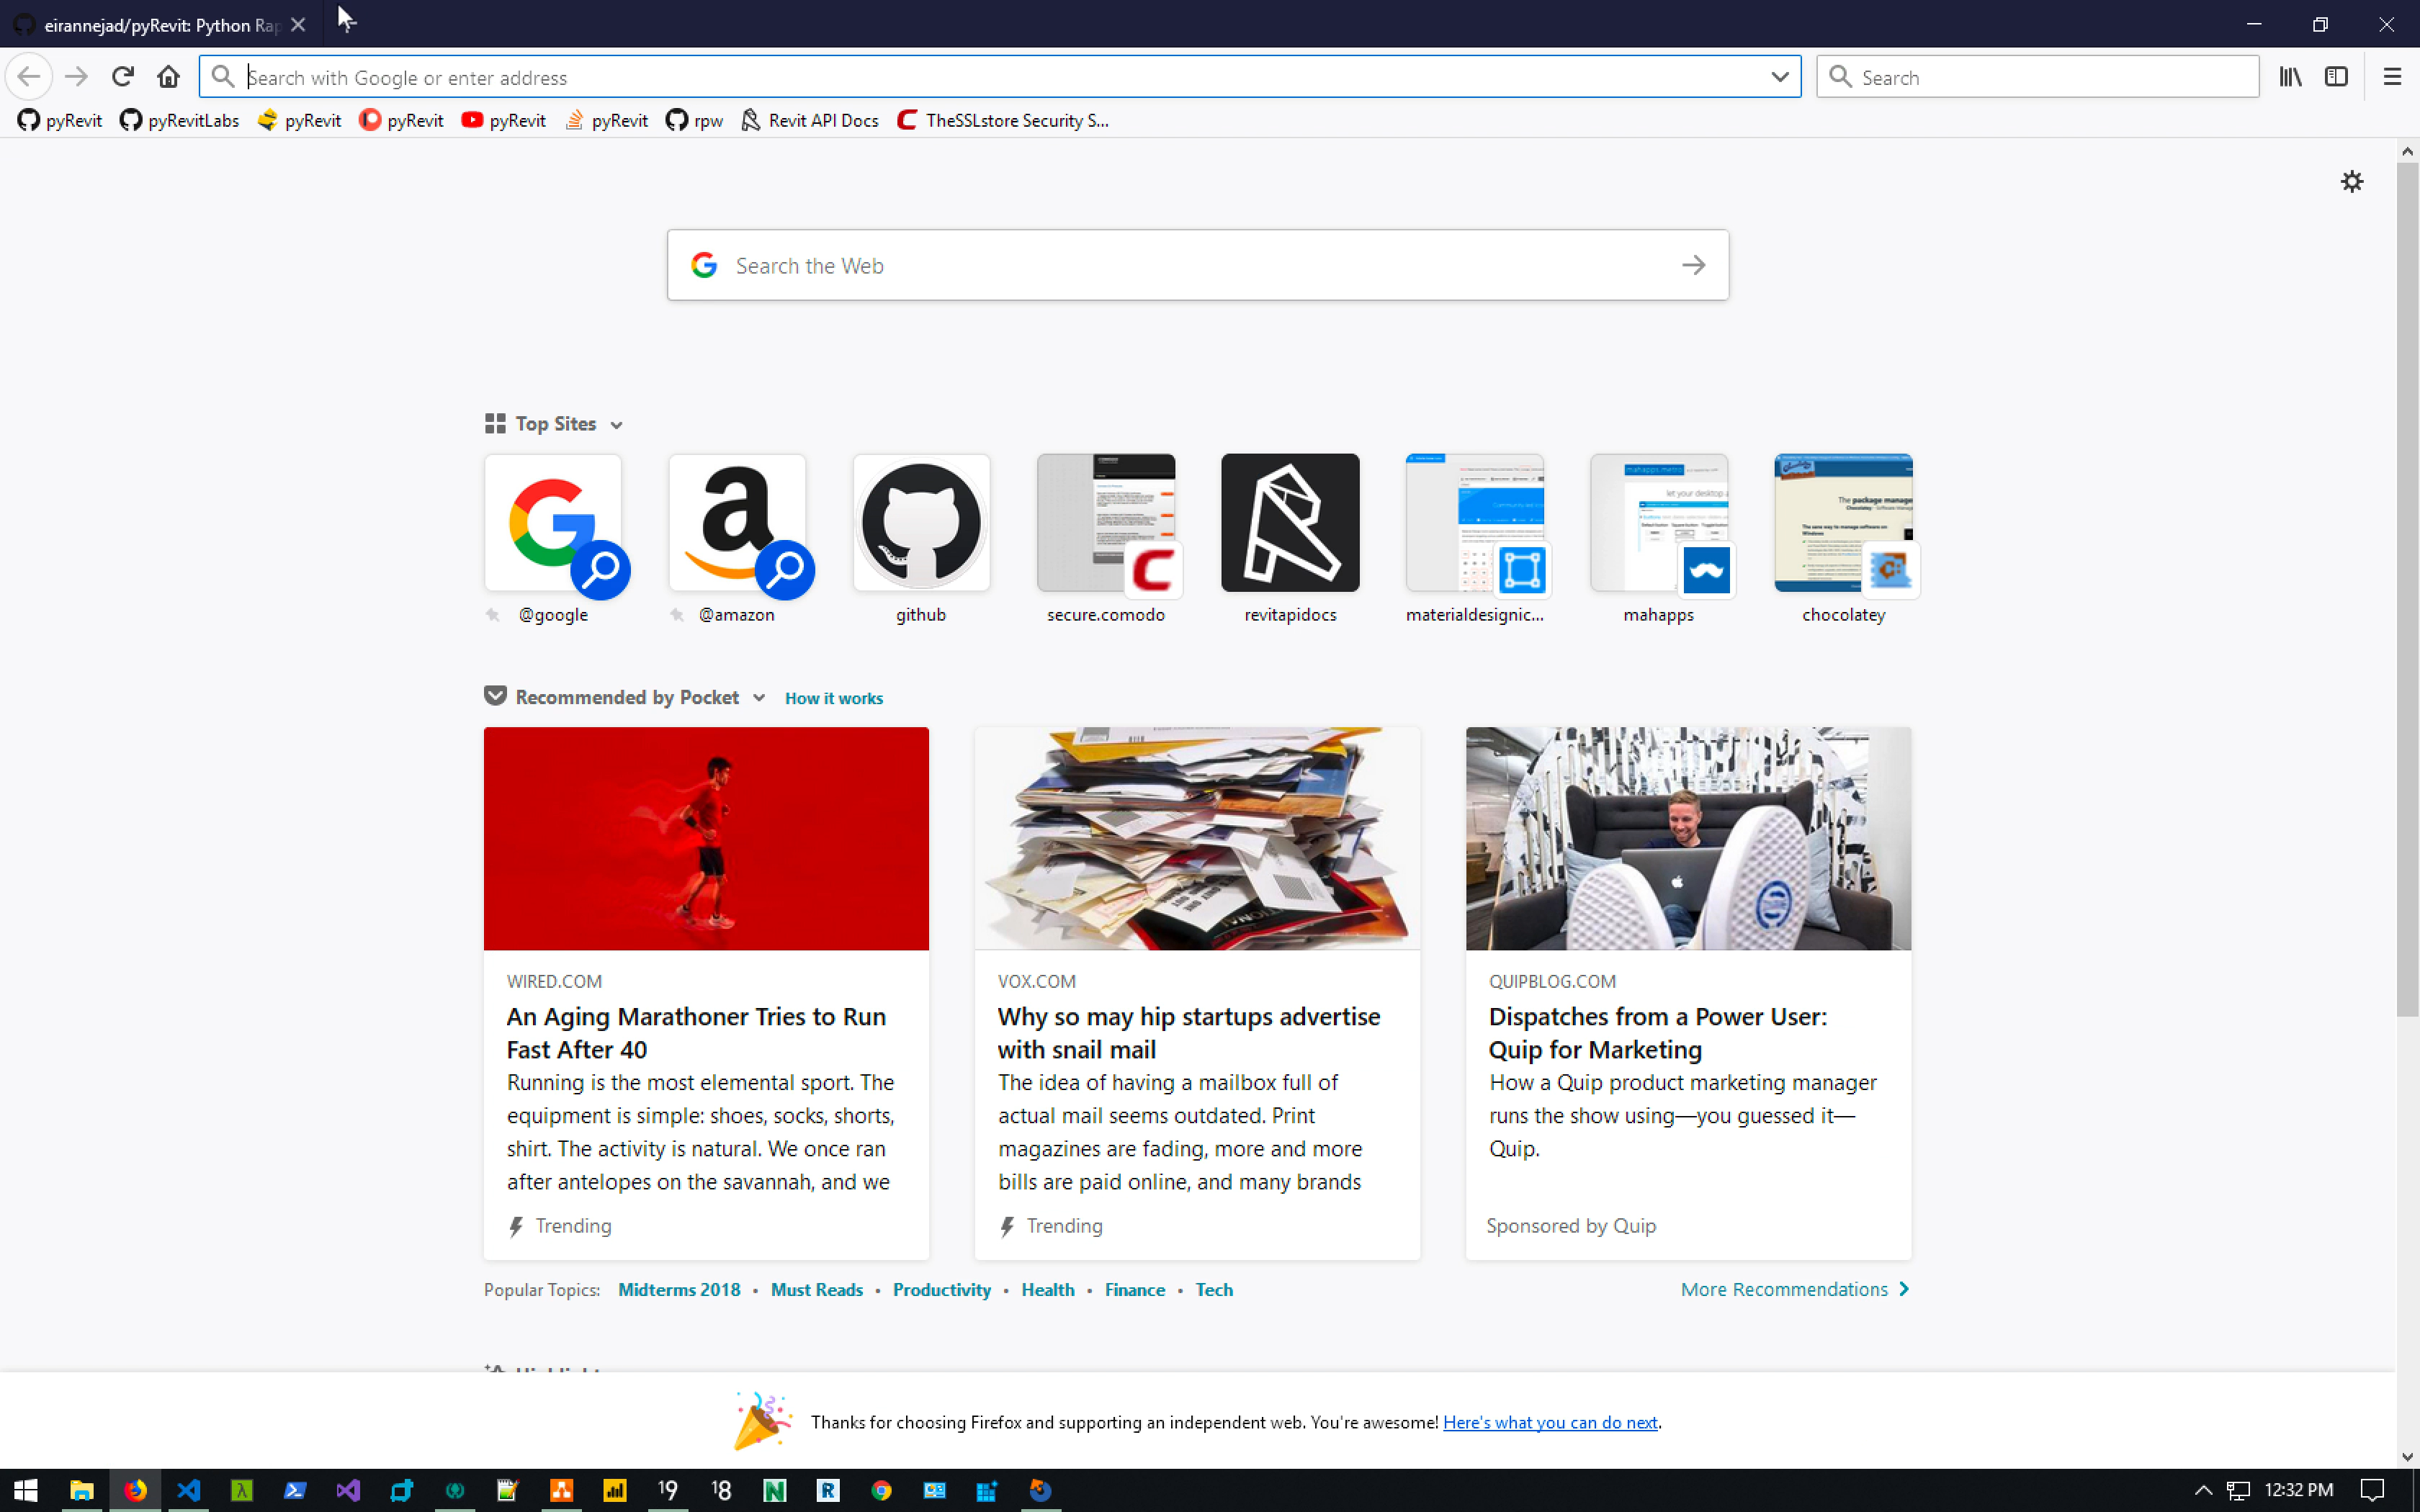 eirannejad/pyRevit: Python Rap
Search with Google or enter address
Search
pyRevit
pyRevitLabs
pyRevit
pyRevit
pyRevit
pyRevit
rpw
Revit API Docs
TheSSLstore Security S...
Search the Web
Top Sites
@google
@amazon
github
secure.comodo
revitapidocs
materialdesignic...
mahapps
chocolatey
Recommended by Pocket
How it works
WIRED.COM
An Aging Marathoner Tries to Run
Fast After 40
Running is the most elemental sport. The
equipment is simple: shoes, socks, shorts,
shirt. The activity is natural. We once ran
after antelopes on the savannah, and we
Trending
VOX.COM
Why so may hip startups advertise
with snail mail
The idea of having a mailbox full of
actual mail seems outdated. Print
magazines are fading, more and more
bills are paid online, and many brands
Trending
QUIPBLOG.COM
Dispatches from a Power User:
Quip for Marketing
How a Quip product marketing manager
runs the show using—you guessed it—
Quip.
Sponsored by Quip
Popular Topics: Midterms 2018 • Must Reads • Productivity • Health • Finance • Tech
More Recommendations
Thanks for choosing Firefox and supporting an independent web. You're awesome! Here's what you can do next.
19
18
12:32 PM